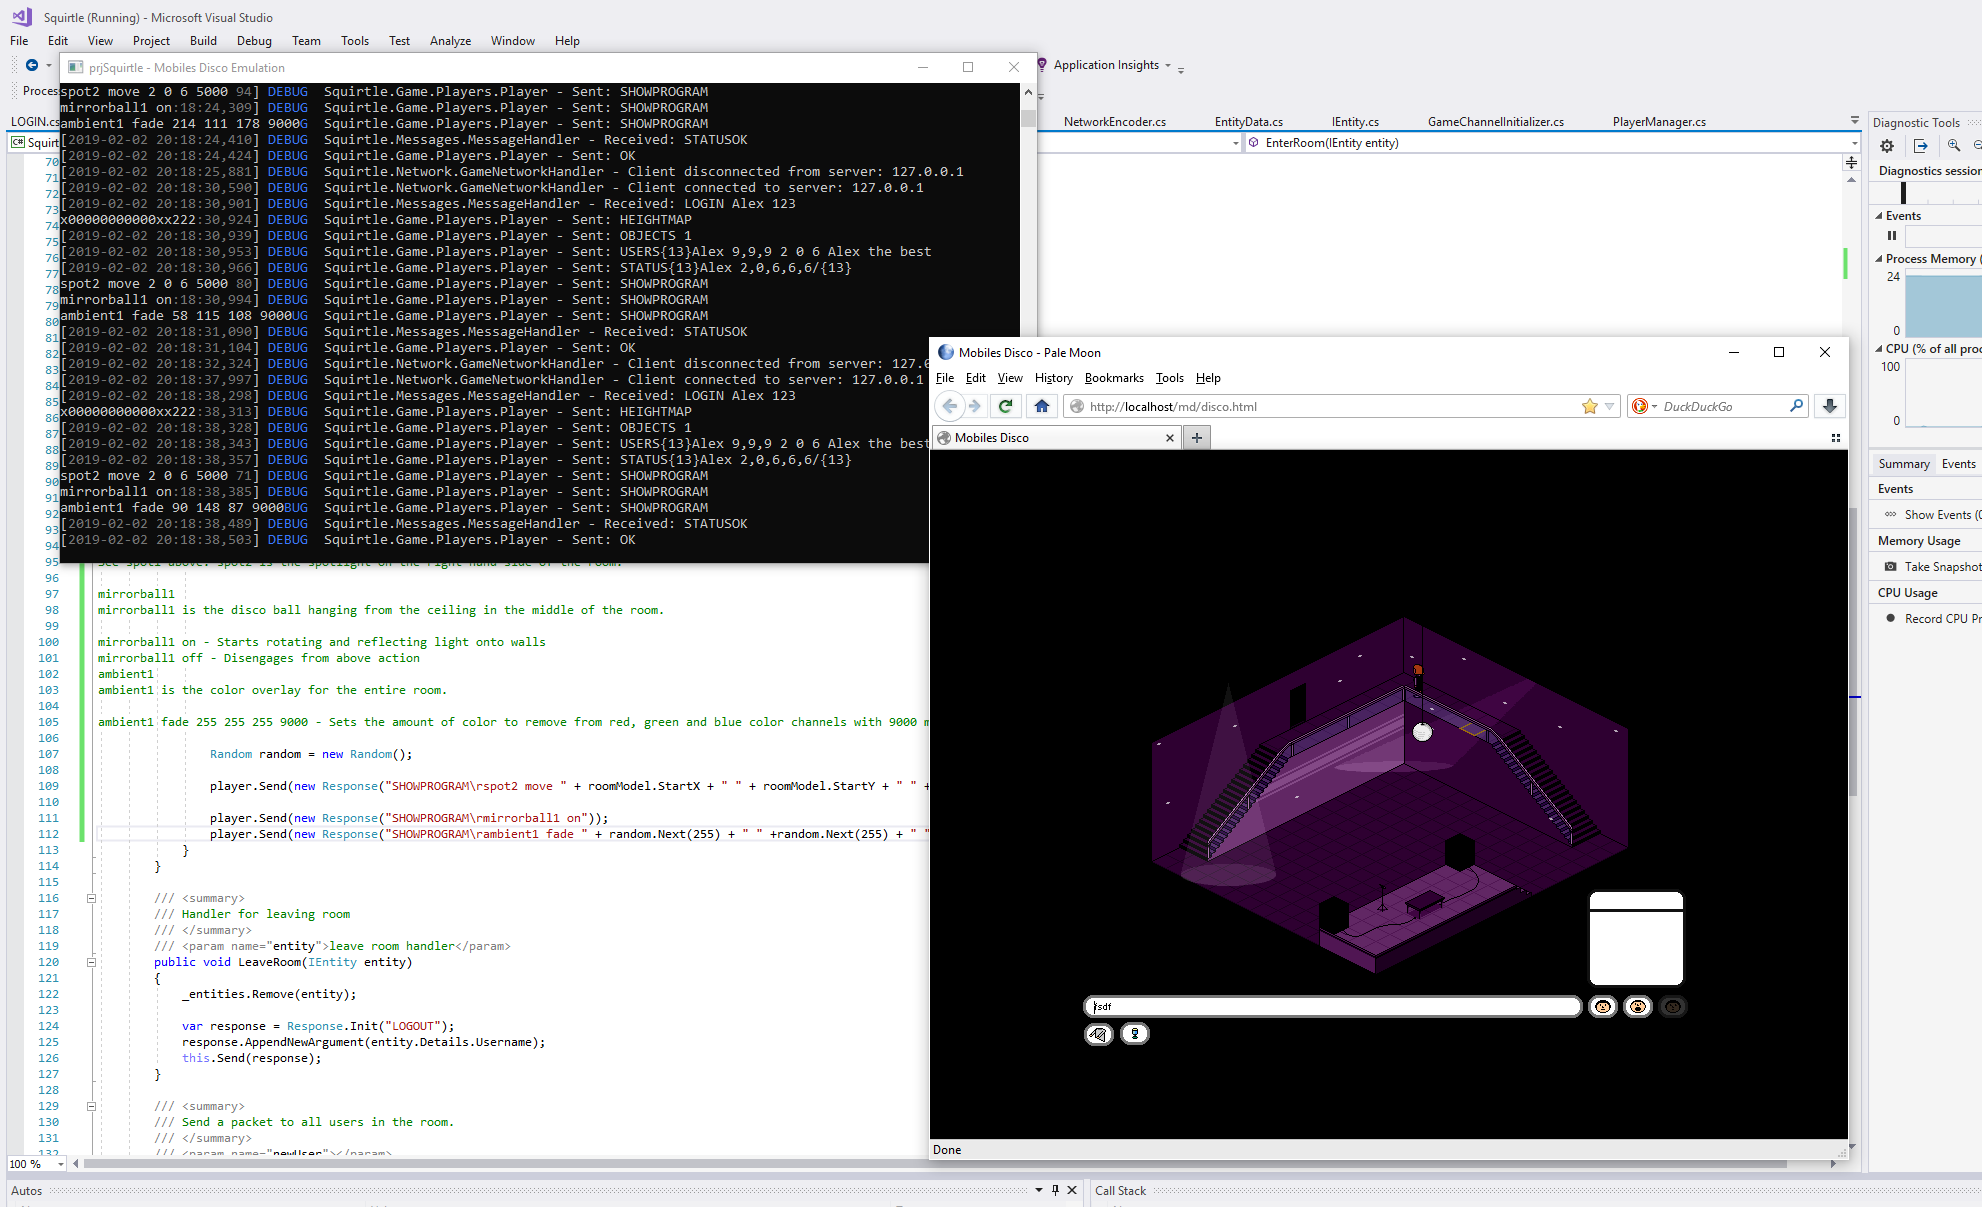 Squirtle (Running) - Microsoft Visual Studio
File Edit View Project Build Debug Team Tools Test Analyze Window Help
prjSquirtle - Mobiles Disco Emulation
Application Insights
Proces
LOGIN.cs
NetworkEncoder.cs EntityData.cs IEntity.cs GameChannelInitializer.cs PlayerManager.cs
C# Squirt
EnterRoom(IEntity entity)
spot2 move 2 0 6 5000 94] DEBUG Squirtle.Game.Players.Player - Sent: SHOWPROGRAM
mirrorball1 on:18:24,309] DEBUG Squirtle.Game.Players.Player - Sent: SHOWPROGRAM
ambient1 fade 214 111 178 9000G Squirtle.Game.Players.Player - Sent: SHOWPROGRAM
[2019-02-02 20:18:24,410] DEBUG Squirtle.Messages.MessageHandler - Received: STATUSOK
[2019-02-02 20:18:24,424] DEBUG Squirtle.Game.Players.Player - Sent: OK
[2019-02-02 20:18:25,881] DEBUG Squirtle.Network.GameNetworkHandler - Client disconnected from server: 127.0.0.1
[2019-02-02 20:18:30,590] DEBUG Squirtle.Network.GameNetworkHandler - Client connected to server: 127.0.0.1
[2019-02-02 20:18:30,901] DEBUG Squirtle.Messages.MessageHandler - Received: LOGIN Alex 123
x00000000000xx222:30,924] DEBUG Squirtle.Game.Players.Player - Sent: HEIGHTMAP
[2019-02-02 20:18:30,939] DEBUG Squirtle.Game.Players.Player - Sent: OBJECTS 1
[2019-02-02 20:18:30,953] DEBUG Squirtle.Game.Players.Player - Sent: USERS{13}Alex 9,9,9 2 0 6 Alex the best
[2019-02-02 20:18:30,966] DEBUG Squirtle.Game.Players.Player - Sent: STATUS{13}Alex 2,0,6,6,6/{13}
spot2 move 2 0 6 5000 80] DEBUG Squirtle.Game.Players.Player - Sent: SHOWPROGRAM
mirrorball1 on:18:30,994] DEBUG Squirtle.Game.Players.Player - Sent: SHOWPROGRAM
ambient1 fade 58 115 108 9000UG Squirtle.Game.Players.Player - Sent: SHOWPROGRAM
[2019-02-02 20:18:31,090] DEBUG Squirtle.Messages.MessageHandler - Received: STATUSOK
[2019-02-02 20:18:31,104] DEBUG Squirtle.Game.Players.Player - Sent: OK
[2019-02-02 20:18:32,324] DEBUG Squirtle.Network.GameNetworkHandler - Client disconnected from server: 127.0
[2019-02-02 20:18:37,997] DEBUG Squirtle.Network.GameNetworkHandler - Client connected to server: 127.0.0.1
[2019-02-02 20:18:38,298] DEBUG Squirtle.Messages.MessageHandler - Received: LOGIN Alex 123
x00000000000xx222:38,313] DEBUG Squirtle.Game.Players.Player - Sent: HEIGHTMAP
[2019-02-02 20:18:38,328] DEBUG Squirtle.Game.Players.Player - Sent: OBJECTS 1
[2019-02-02 20:18:38,343] DEBUG Squirtle.Game.Players.Player - Sent: USERS{13}Alex 9,9,9 2 0 6 Alex the best
[2019-02-02 20:18:38,357] DEBUG Squirtle.Game.Players.Player - Sent: STATUS{13}Alex 2,0,6,6,6/{13}
spot2 move 2 0 6 5000 71] DEBUG Squirtle.Game.Players.Player - Sent: SHOWPROGRAM
mirrorball1 on:18:38,385] DEBUG Squirtle.Game.Players.Player - Sent: SHOWPROGRAM
ambient1 fade 90 148 87 9000BUG Squirtle.Game.Players.Player - Sent: SHOWPROGRAM
[2019-02-02 20:18:38,489] DEBUG Squirtle.Messages.MessageHandler - Received: STATUSOK
[2019-02-02 20:18:38,503] DEBUG Squirtle.Game.Players.Player - Sent: OK
95 See spot1 above. spot2 is the spotlight on the right hand side of the room.
96
97 mirrorball1
98 mirrorball1 is the disco ball hanging from the ceiling in the middle of the room.
99
100 mirrorball1 on - Starts rotating and reflecting light onto walls
101 mirrorball1 off - Disengages from above action
102 ambient1
103 ambient1 is the color overlay for the entire room.
104
105 ambient1 fade 255 255 255 9000 - Sets the amount of color to remove from red, green and blue color channels with 9000 m
106
107 Random random = new Random();
108
109 player.Send(new Response("SHOWPROGRAM\rspot2 move " + roomModel.StartX + " " + roomModel.StartY + " " +
110
111 player.Send(new Response("SHOWPROGRAM\rmirrorball1 on"));
112 player.Send(new Response("SHOWPROGRAM\rambient1 fade " + random.Next(255) + " " +random.Next(255) + " "
113 }
114 }
115
116 /// <summary>
117 /// Handler for leaving room
118 /// </summary>
119 /// <param name="entity">leave room handler</param>
120 public void LeaveRoom(IEntity entity)
121 {
122 _entities.Remove(entity);
123
124 var response = Response.Init("LOGOUT");
125 response.AppendNewArgument(entity.Details.Username);
126 this.Send(response);
127 }
128
129 /// <summary>
130 /// Send a packet to all users in the room.
131 /// </summary>
132 /// <param name="newUser"></param>
100 %
Autos
Call Stack
Mobiles Disco - Pale Moon
File Edit View History Bookmarks Tools Help
http://localhost/md/disco.html
DuckDuckGo
Mobiles Disco
sdf
Done
Diagnostic Tools
Diagnostics session
Events
Process Memory (
24
0
CPU (% of all proc
100
0
Summary Events
Events
Show Events (0
Memory Usage
Take Snapshot
CPU Usage
Record CPU Pr